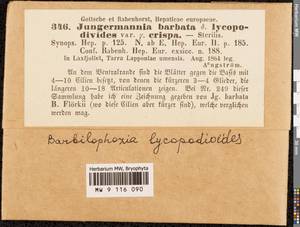 Gottsche et Rabenhorst, Hepaticae europaeae.
346. Jungermannia barbata δ. lycopo-
dioides var. γ. crispa. — Sterilis.
Synops. Hep. p. 125. N. ab E. Hep. Eur. II. p. 185.
Conf. Rabenh. Hep. Eur. exsicc. n. 188.
In Laxfjellet, Tarra Lapponiae umensis. Aug. 1864 leg.
Angström.
An dem Ventralrande sind die Blätter gegen die Basis mit
4—10 Cilien besetzt, von denen die kürzeren 3—4 Glieder, die
längeren 10—18 Articulationen zeigen. Bei Nr. 249 dieser
Sammlung habe ich eine Zeichnung gegeben von Jg. barbata
B. Flörkii (wo diese Cilien aber kürzer sind), welche verglichen
werden mag.
Barbilophozia lycopodioides
Herbarium MW, Bryophyta
MW 9 116 090